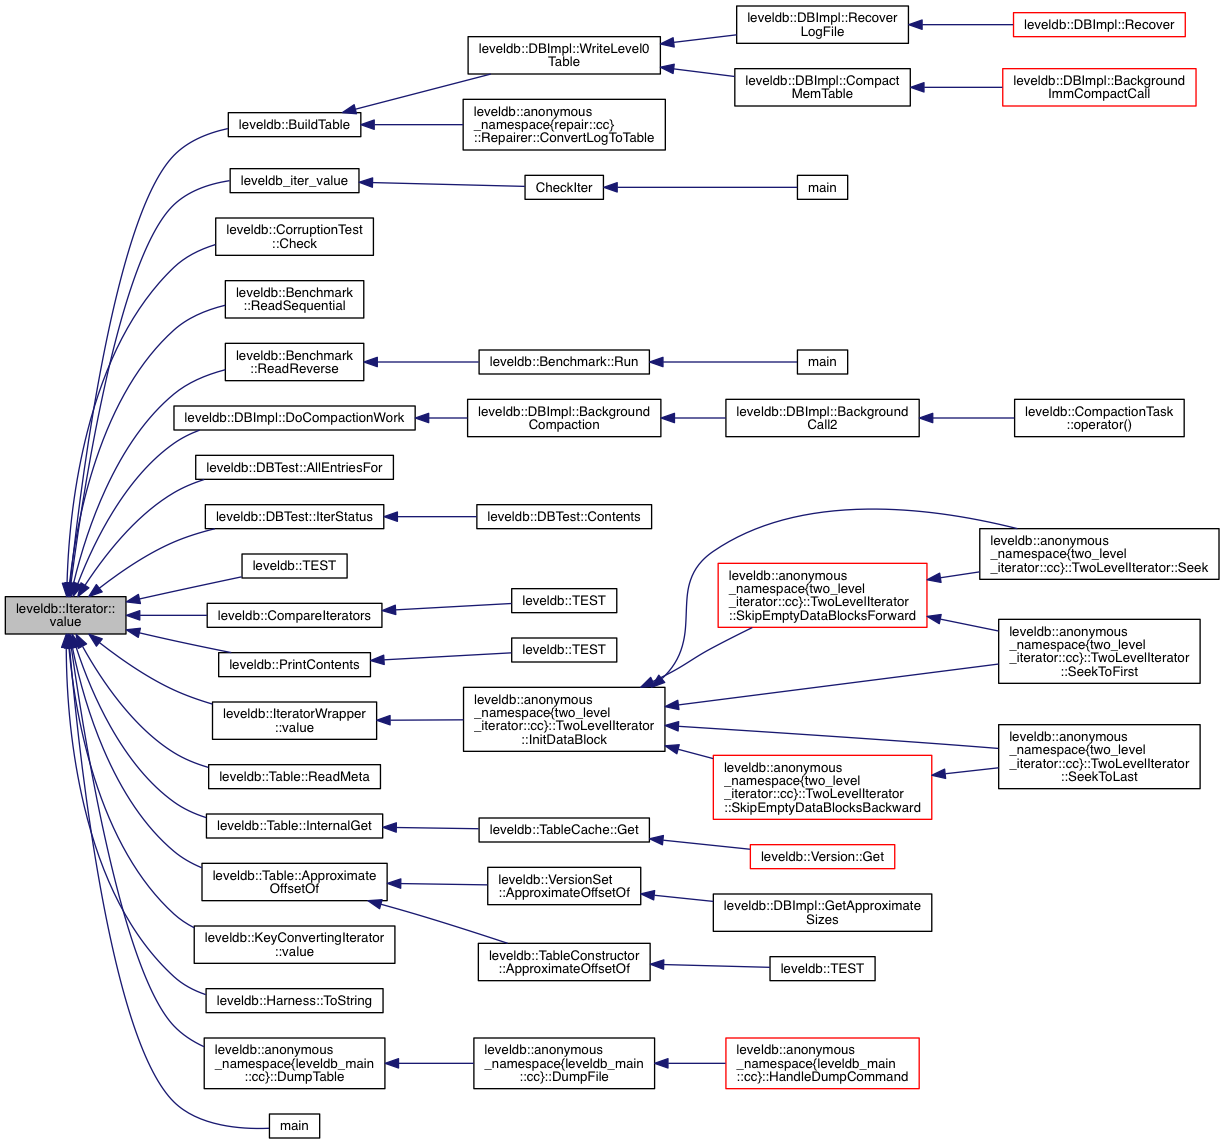 leveldb::DBImpl::Recover
LogFile
leveldb::DBImpl::Recover
leveldb::DBImpl::WriteLevel0
Table
leveldb::DBImpl::Compact
MemTable
leveldb::DBImpl::Background
ImmCompactCall
leveldb::BuildTable
leveldb::anonymous
_namespace{repair::cc}
::Repairer::ConvertLogToTable
leveldb_iter_value
CheckIter
main
leveldb::CorruptionTest
::Check
leveldb::Benchmark
::ReadSequential
leveldb::Benchmark
::ReadReverse
leveldb::Benchmark::Run
main
leveldb::DBImpl::DoCompactionWork
leveldb::DBImpl::Background
Compaction
leveldb::DBImpl::Background
Call2
leveldb::CompactionTask
::operator()
leveldb::DBTest::AllEntriesFor
leveldb::DBTest::IterStatus
leveldb::DBTest::Contents
leveldb::anonymous
_namespace{two_level
_iterator::cc}::TwoLevelIterator::Seek
leveldb::TEST
leveldb::anonymous
_namespace{two_level
_iterator::cc}::TwoLevelIterator
::SkipEmptyDataBlocksForward
leveldb::Iterator::
value
leveldb::CompareIterators
leveldb::TEST
leveldb::anonymous
_namespace{two_level
_iterator::cc}::TwoLevelIterator
::SeekToFirst
leveldb::PrintContents
leveldb::TEST
leveldb::IteratorWrapper
::value
leveldb::anonymous
_namespace{two_level
_iterator::cc}::TwoLevelIterator
::InitDataBlock
leveldb::anonymous
_namespace{two_level
_iterator::cc}::TwoLevelIterator
::SeekToLast
leveldb::anonymous
_namespace{two_level
_iterator::cc}::TwoLevelIterator
::SkipEmptyDataBlocksBackward
leveldb::Table::ReadMeta
leveldb::Table::InternalGet
leveldb::TableCache::Get
leveldb::Version::Get
leveldb::Table::Approximate
OffsetOf
leveldb::VersionSet
::ApproximateOffsetOf
leveldb::DBImpl::GetApproximate
Sizes
leveldb::KeyConvertingIterator
::value
leveldb::TableConstructor
::ApproximateOffsetOf
leveldb::TEST
leveldb::Harness::ToString
leveldb::anonymous
_namespace{leveldb_main
::cc}::DumpTable
leveldb::anonymous
_namespace{leveldb_main
::cc}::DumpFile
leveldb::anonymous
_namespace{leveldb_main
::cc}::HandleDumpCommand
main